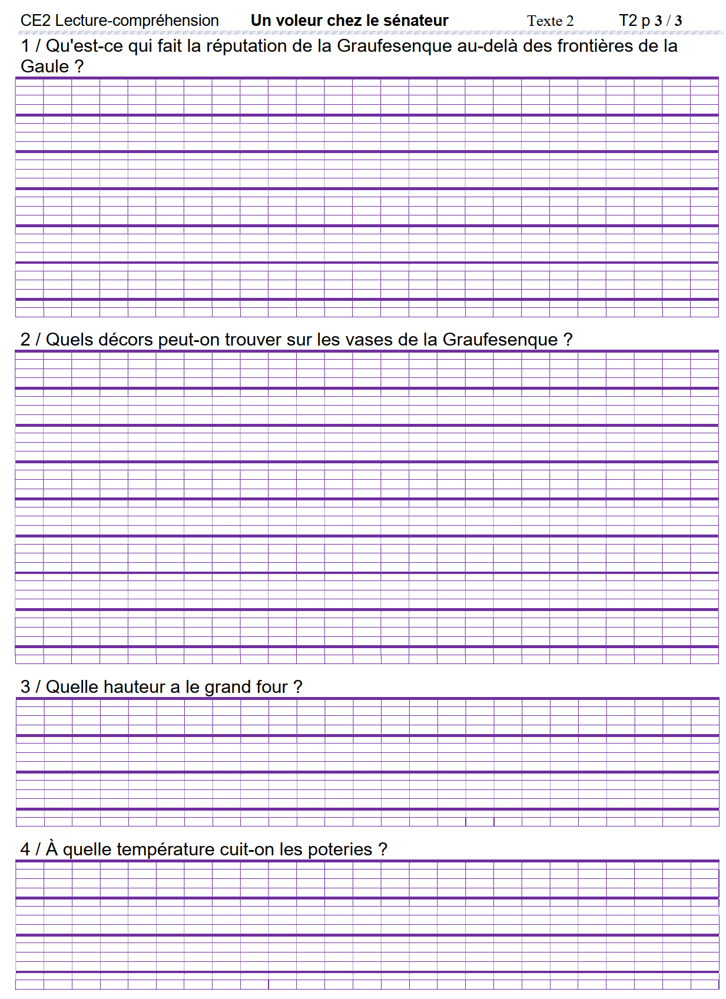 CE2 Lecture-compréhension Un voleur chez le sénateur Texte 2 T2 p 3 / 3
1 / Qu'est-ce qui fait la réputation de la Graufesenque au-delà des frontières de la
Gaule ?
2 / Quels décors peut-on trouver sur les vases de la Graufesenque ?
3 / Quelle hauteur a le grand four ?
4 / À quelle température cuit-on les poteries ?